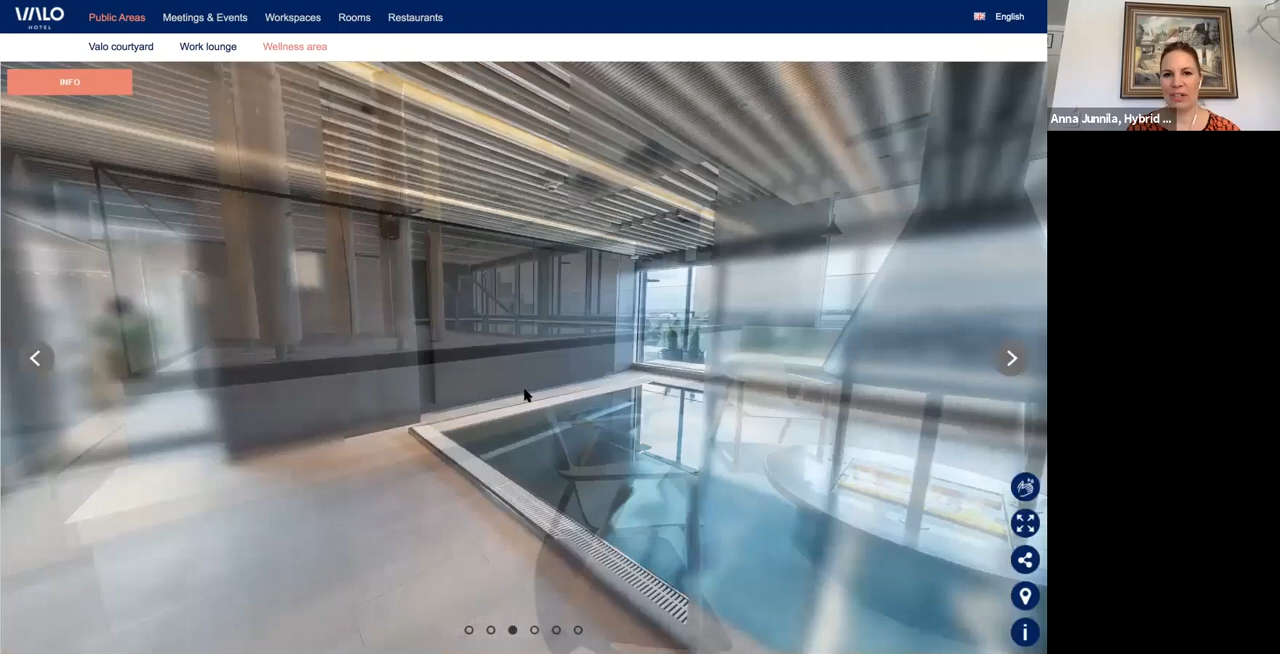 VALO
HOTEL
Public Areas Meetings & Events Workspaces Rooms Restaurants English
Valo courtyard Work lounge Wellness area
INFO
Anna Junnila, Hybrid ...